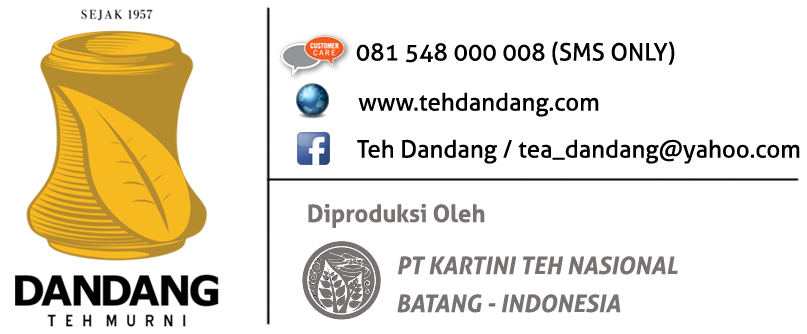 SEJAK 1957
DANDANG
TEH MURNI
CUSTOMER
CARE
081 548 000 008 (SMS ONLY)
www.tehdandang.com
f
Teh Dandang / tea_dandang@yahoo.com
Diproduksi Oleh
PT KARTINI TEH NASIONAL
BATANG - INDONESIA